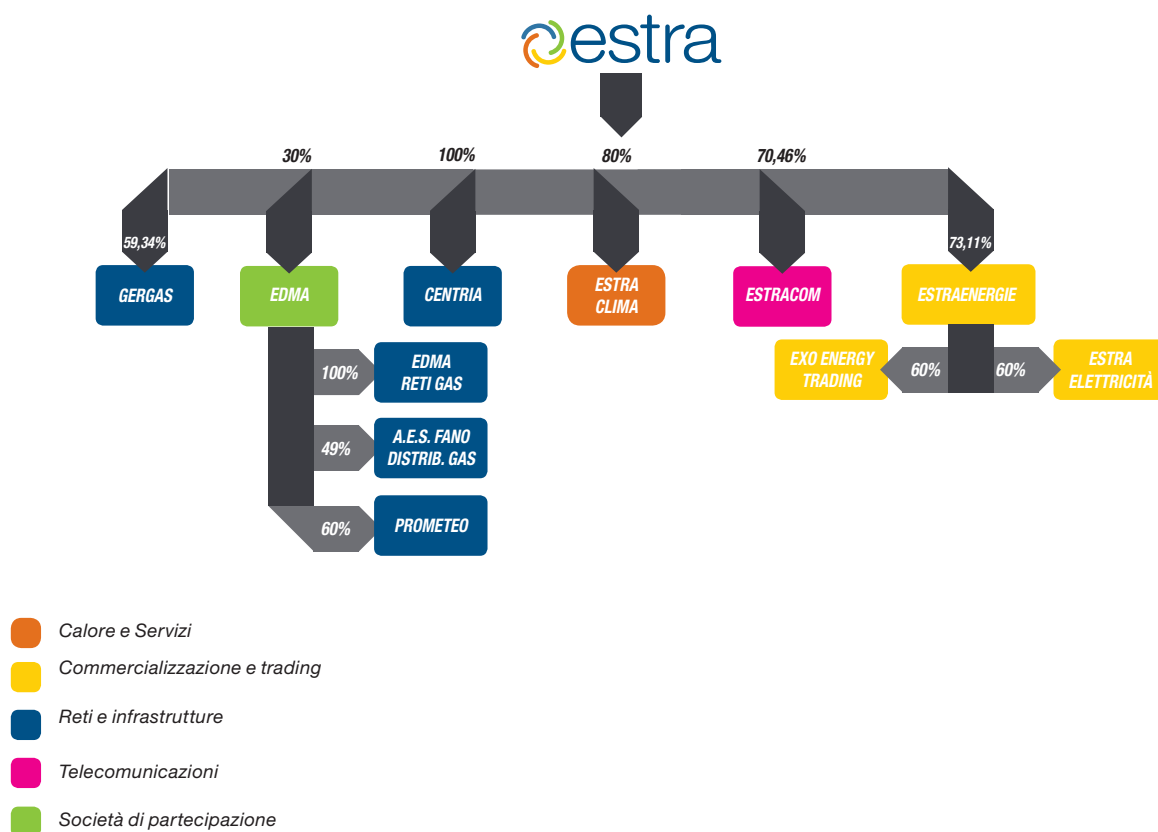 estra
30%
100%
80%
70,46%
59,34%
73,11%
GERGAS
EDMA
CENTRIA
ESTRA
CLIMA
ESTRACOM
ESTRAENERGIE
100%
EDMA
RETI GAS
49%
A.E.S. FANO
DISTRIB. GAS
60%
PROMETEO
EXO ENERGY
TRADING
60%
60%
ESTRA
ELETTRICITÀ
Calore e Servizi
Commercializzazione e trading
Reti e infrastrutture
Telecomunicazioni
Società di partecipazione